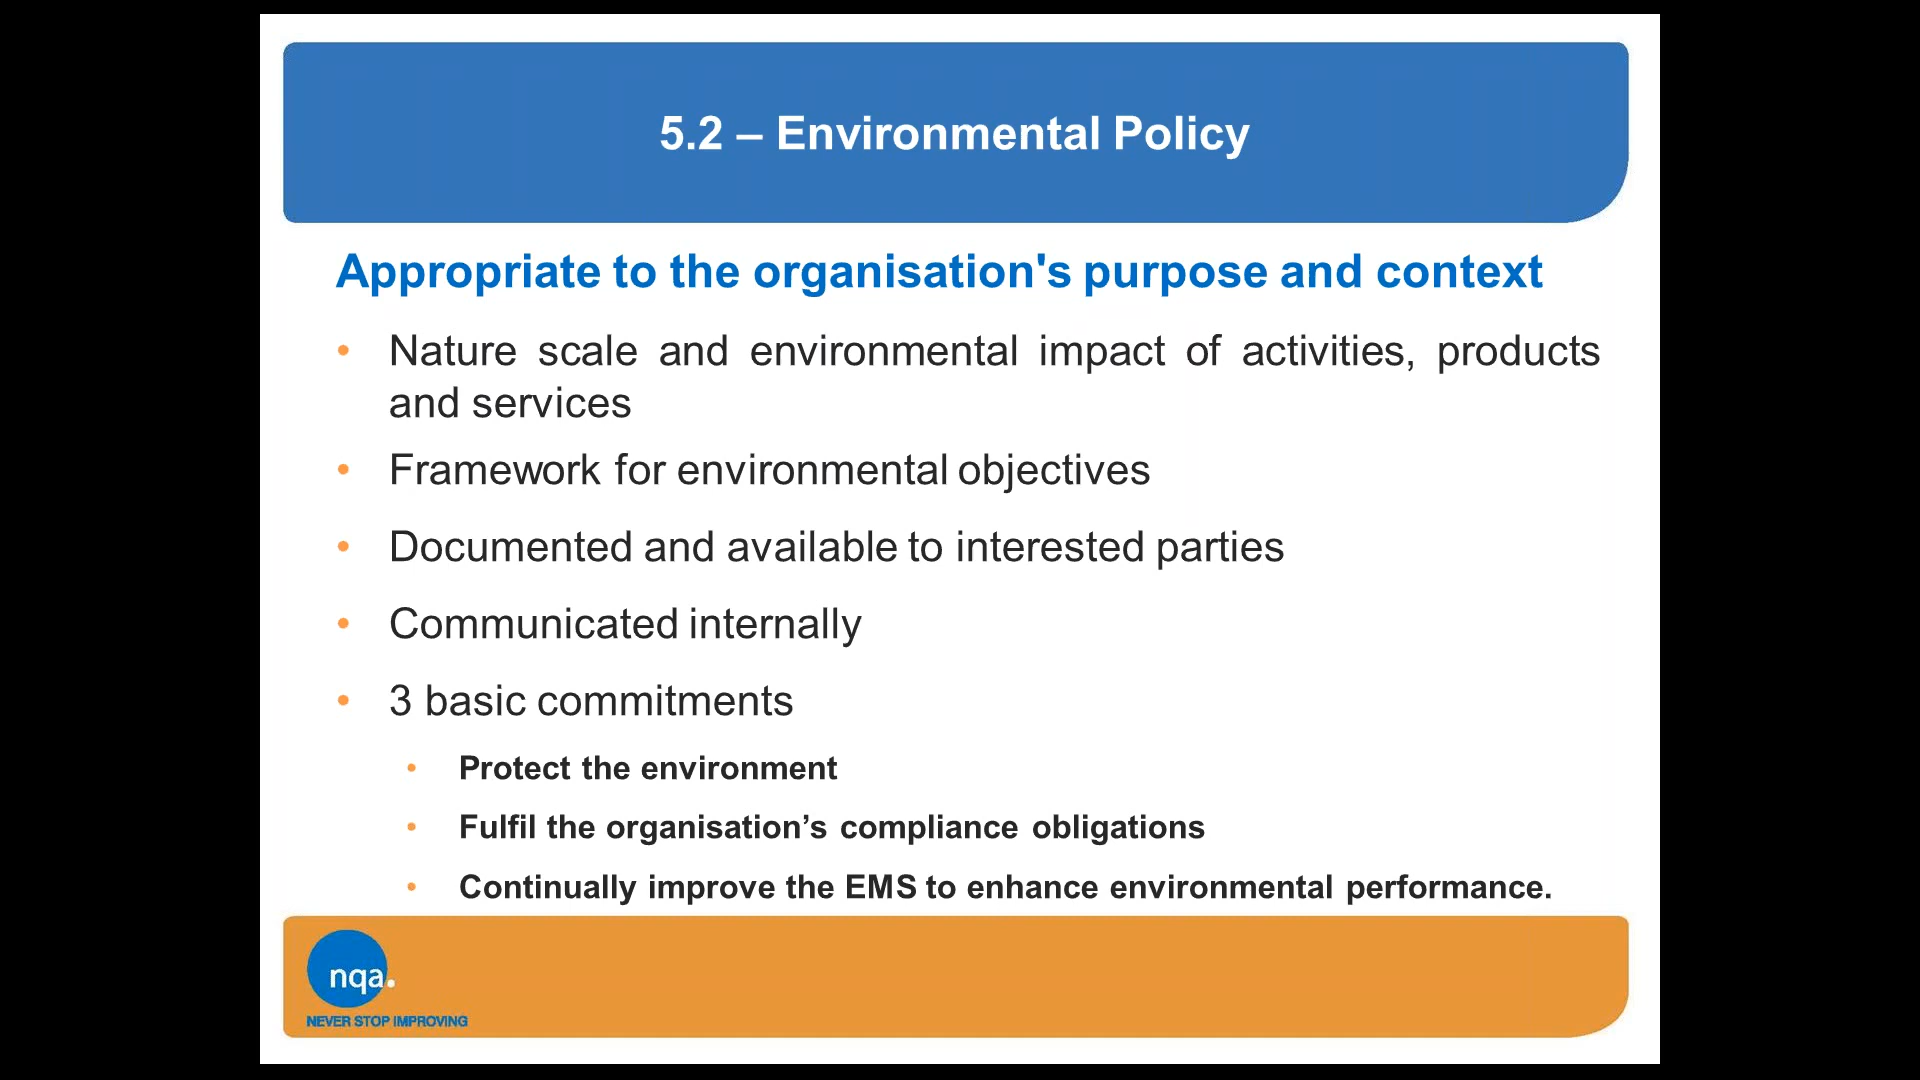 5.2 – Environmental Policy
Appropriate to the organisation's purpose and context
• Nature scale and environmental impact of activities, products
and services
• Framework for environmental objectives
• Documented and available to interested parties
• Communicated internally
• 3 basic commitments
• Protect the environment
• Fulfil the organisation’s compliance obligations
• Continually improve the EMS to enhance environmental performance.
nqa.
NEVER STOP IMPROVING